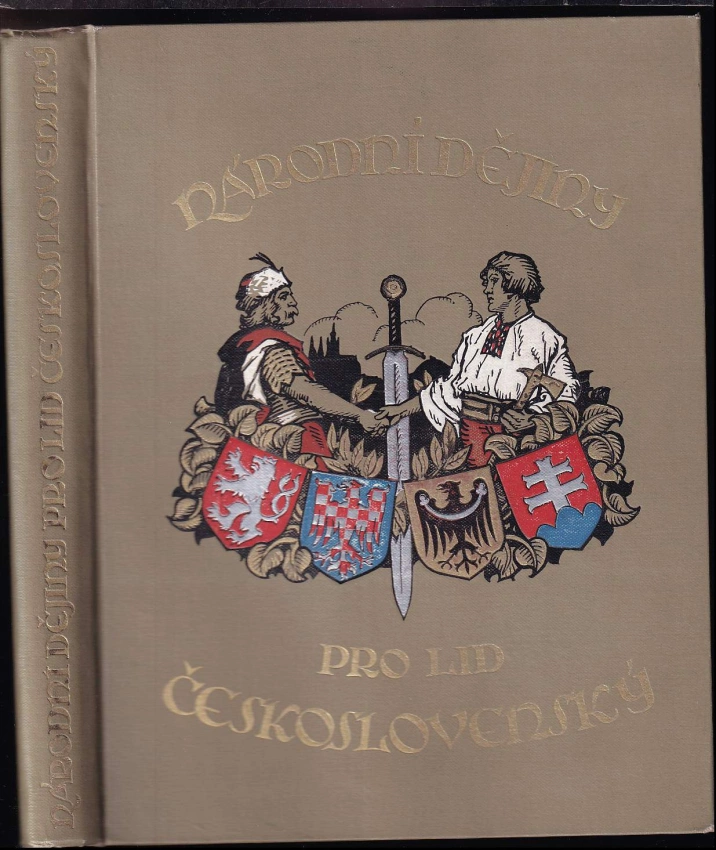 NÁRODNÍ DĚJINY
PRO LID
ČESKOSLOVENSKÝ
NÁRODNÍ DĚJINY PRO LID ČESKOSLOVENSKÝ